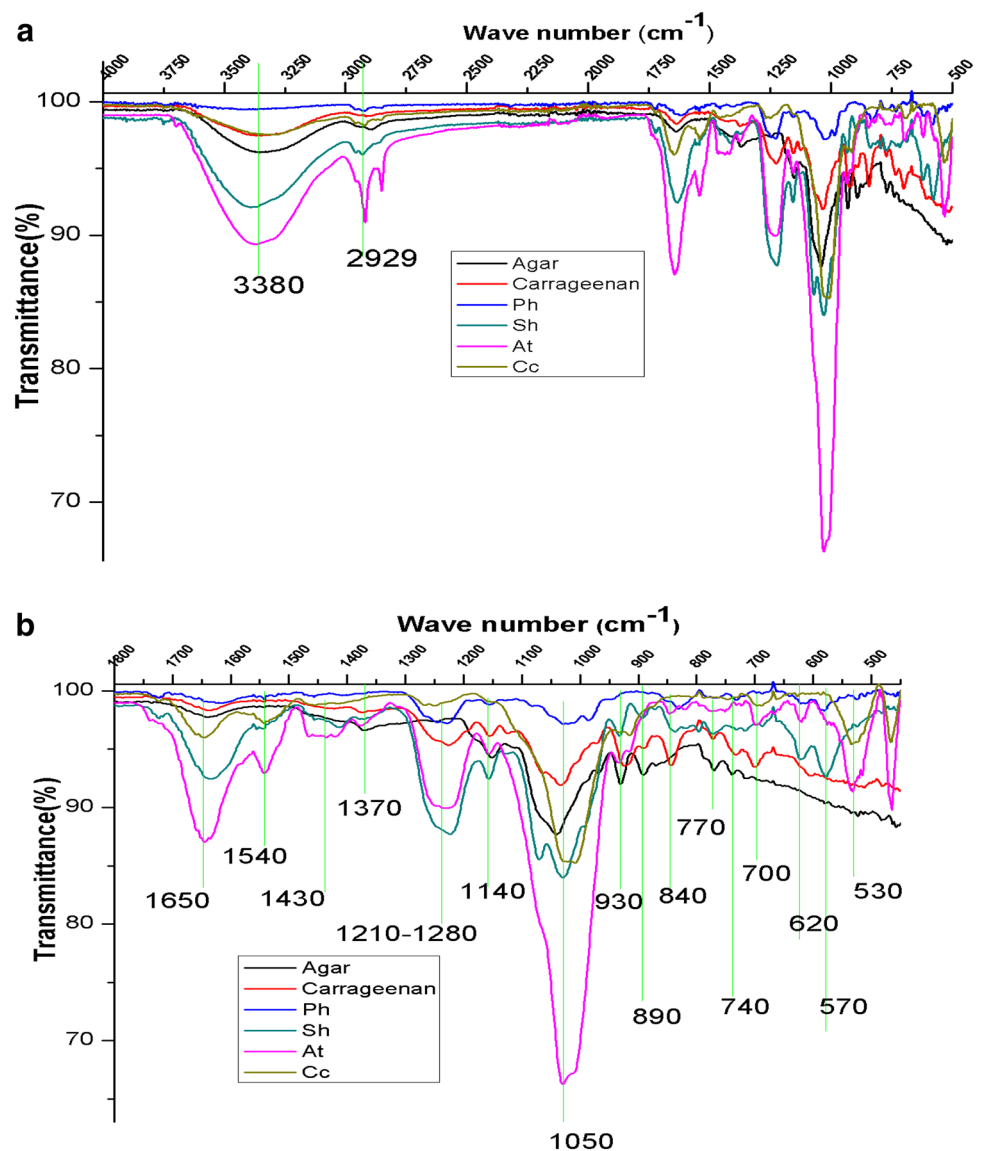 a
Wave number (cm-1)
4000 3750 3500 3250 3000 2750 2500 2250 2000 1750 1500 1250 1000 750 500
100
90
80
70
Transmittance(%)
3380
2929
Agar
Carrageenan
Ph
Sh
At
Cc
b
Wave number (cm-1)
1800 1700 1600 1500 1400 1300 1200 1100 1000 900 800 700 600 500
100
90
80
70
Transmittance(%)
1650
1540
1430
1370
1210-1280
1140
1050
930
890
840
770
740
700
620
570
530
Agar
Carrageenan
Ph
Sh
At
Cc